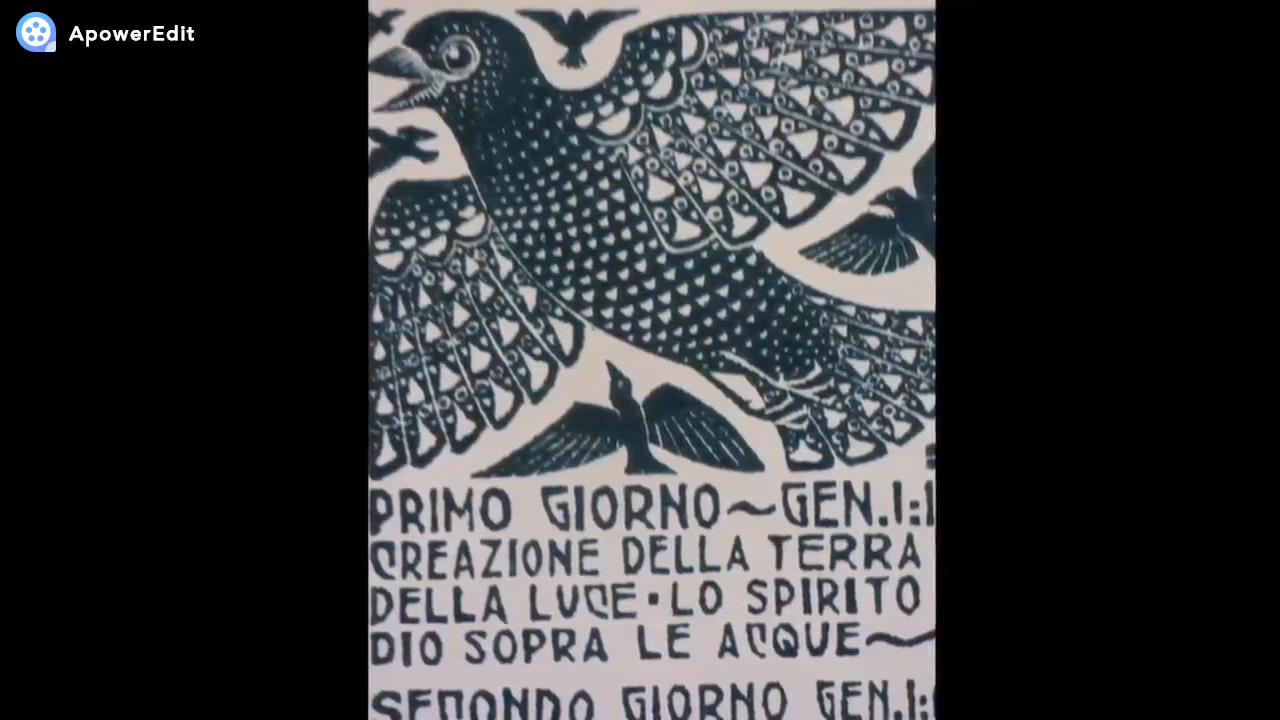 ApowerEdit
PRIMO GIORNO~GEN.I:1
CREAZIONE DELLA TERRA
DELLA LUCE·LO SPIRITO
DIO SOPRA LE ACQUE~
SECONDO GIORNO GEN.I: